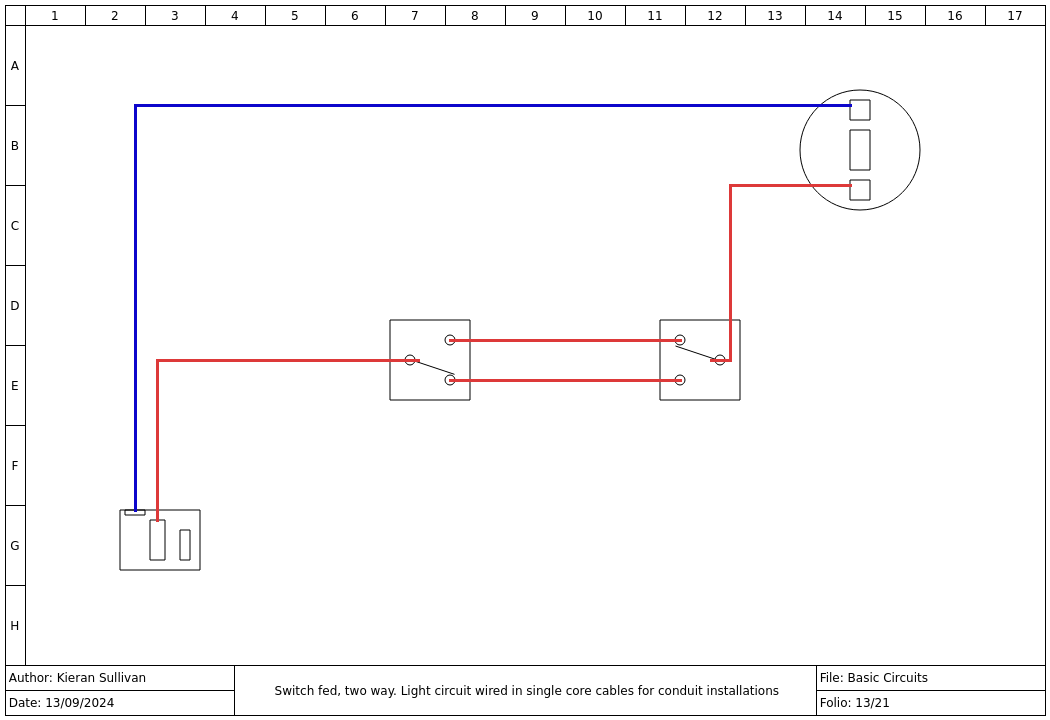 1 2 3 4 5 6 7 8 9 10 11 12 13 14 15 16 17
A
B
C
D
E
F
G
H
Author: Kieran Sullivan
Date: 13/09/2024
Switch fed, two way. Light circuit wired in single core cables for conduit installations
File: Basic Circuits
Folio: 13/21